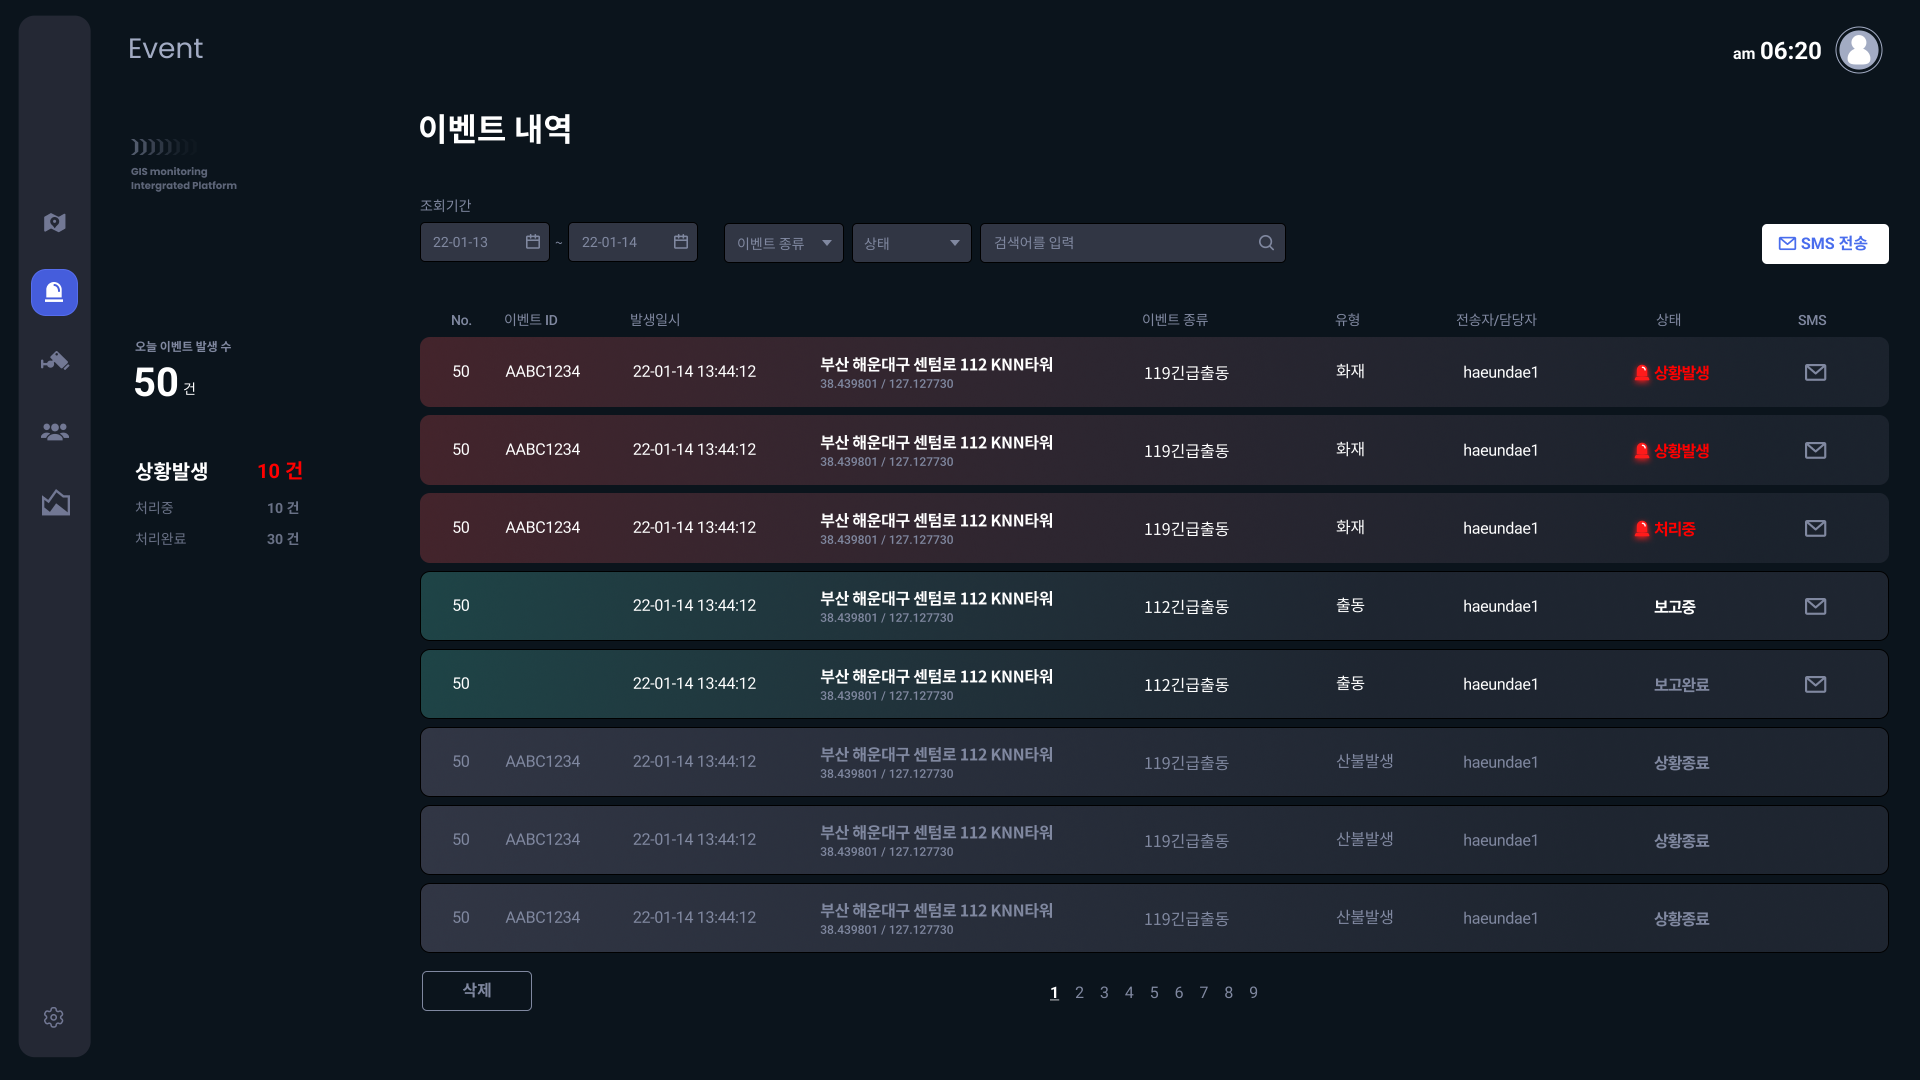 Event
am 06:20
GIS monitoring
Intergrated Platform
오늘 이벤트 발생 수
50 건
상황발생 10 건
처리중 10 건
처리완료 30 건
이벤트 내역
조회기간
22-01-13 ~ 22-01-14 이벤트 종류 상태 검색어를 입력 SMS 전송
No. 이벤트 ID 발생일시 이벤트 종류 유형 전송자/담당자 상태 SMS
50 AABC1234 22-01-14 13:44:12 부산 해운대구 센텀로 112 KNN타워 119긴급출동 화재 haeundae1 상황발생
38.439801 / 127.127730
50 AABC1234 22-01-14 13:44:12 부산 해운대구 센텀로 112 KNN타워 119긴급출동 화재 haeundae1 상황발생
38.439801 / 127.127730
50 AABC1234 22-01-14 13:44:12 부산 해운대구 센텀로 112 KNN타워 119긴급출동 화재 haeundae1 처리중
38.439801 / 127.127730
50 22-01-14 13:44:12 부산 해운대구 센텀로 112 KNN타워 112긴급출동 출동 haeundae1 보고중
38.439801 / 127.127730
50 22-01-14 13:44:12 부산 해운대구 센텀로 112 KNN타워 112긴급출동 출동 haeundae1 보고완료
38.439801 / 127.127730
50 AABC1234 22-01-14 13:44:12 부산 해운대구 센텀로 112 KNN타워 119긴급출동 산불발생 haeundae1 상황종료
38.439801 / 127.127730
50 AABC1234 22-01-14 13:44:12 부산 해운대구 센텀로 112 KNN타워 119긴급출동 산불발생 haeundae1 상황종료
38.439801 / 127.127730
50 AABC1234 22-01-14 13:44:12 부산 해운대구 센텀로 112 KNN타워 119긴급출동 산불발생 haeundae1 상황종료
38.439801 / 127.127730
삭제
1 2 3 4 5 6 7 8 9